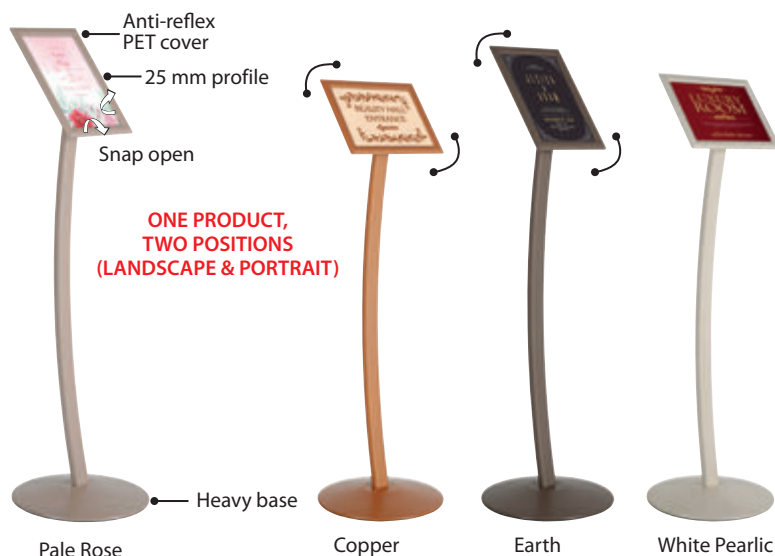 Anti-reflex
PET cover
25 mm profile
Snap open
ONE PRODUCT,
TWO POSITIONS
(LANDSCAPE & PORTRAIT)
BEAUTY HALL
ENTRANCE
LUXURY
ROOM
Heavy base
Pale Rose
Copper
Earth
White Pearlic